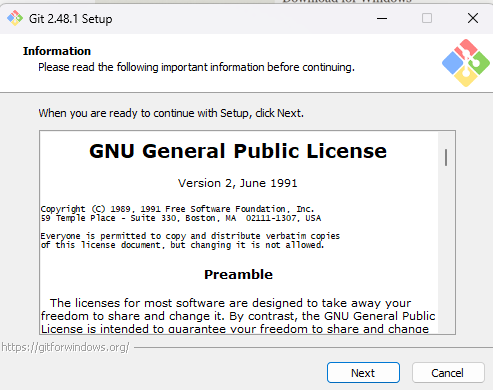 Download for Windows
Git 2.48.1 Setup
Information
Please read the following important information before continuing.
When you are ready to continue with Setup, click Next.
GNU General Public License
Version 2, June 1991
Copyright (C) 1989, 1991 Free Software Foundation, Inc.
59 Temple Place - Suite 330, Boston, MA  02111-1307, USA
Everyone is permitted to copy and distribute verbatim copies
of this license document, but changing it is not allowed.
Preamble
The licenses for most software are designed to take away your
freedom to share and change it. By contrast, the GNU General Public
License is intended to guarantee your freedom to share and change
https://gitforwindows.org/
Next
Cancel